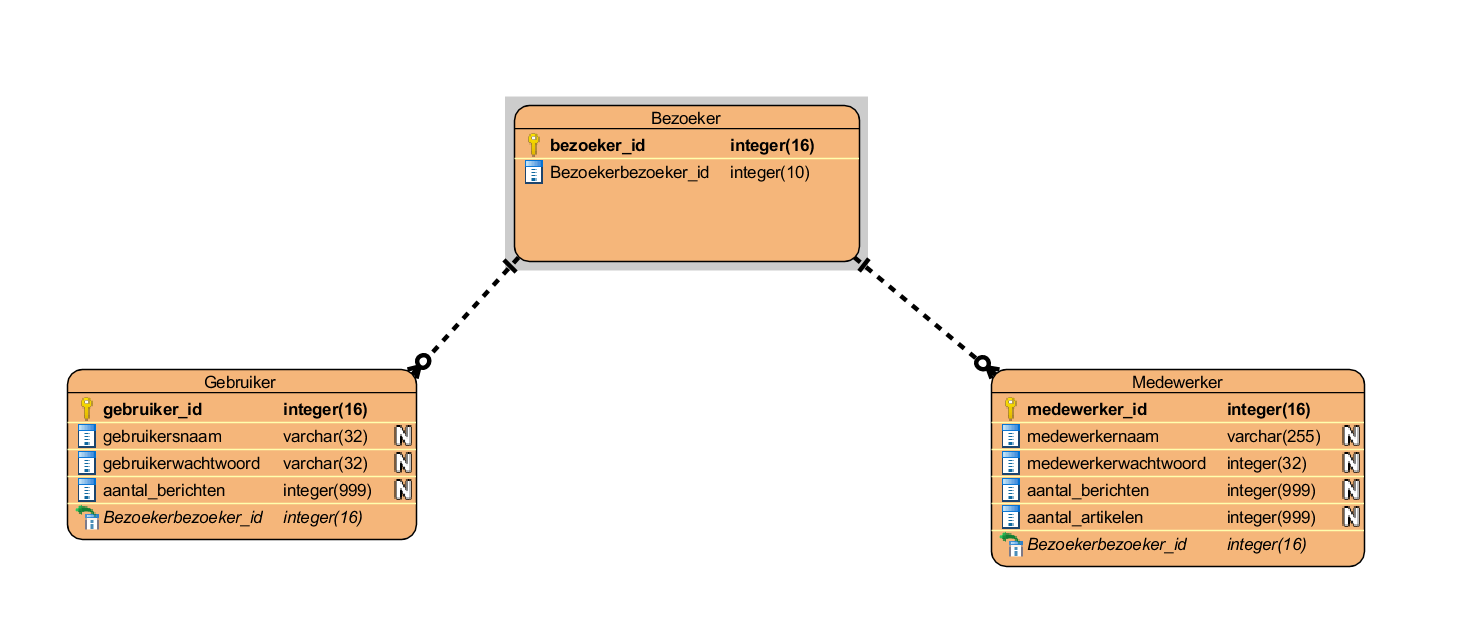 Bezoeker
bezoeker_id integer(16)
Bezoekerbezoeker_id integer(10)
Gebruiker
gebruiker_id integer(16)
gebruikersnaam varchar(32) N
gebruikerwachtwoord varchar(32) N
aantal_berichten integer(999) N
Bezoekerbezoeker_id integer(16)
Medewerker
medewerker_id integer(16)
medewerkernaam varchar(255) N
medewerkerwachtwoord integer(32) N
aantal_berichten integer(999) N
aantal_artikelen integer(999) N
Bezoekerbezoeker_id integer(16)